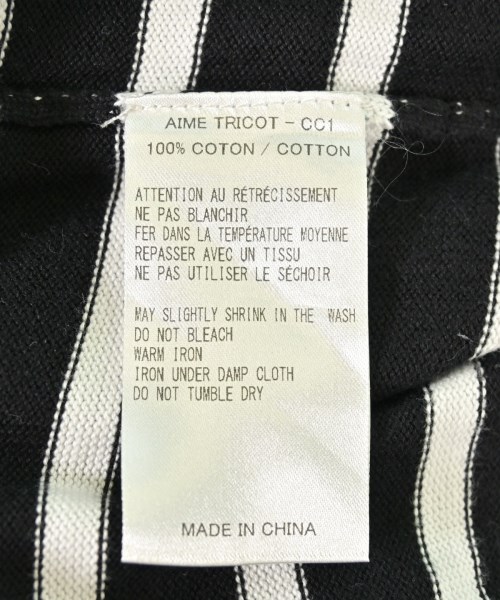 AIME TRICOT - CC1
100% COTON / COTTON
ATTENTION AU RÉTRÉCISSEMENT
NE PAS BLANCHIR
FER DANS LA TEMPÉRATURE MOYENNE
REPASSER AVEC UN TISSU
NE PAS UTILISER LE SÉCHOIR
MAY SLIGHTLY SHRINK IN THE WASH
DO NOT BLEACH
WARM IRON
IRON UNDER DAMP CLOTH
DO NOT TUMBLE DRY
MADE IN CHINA